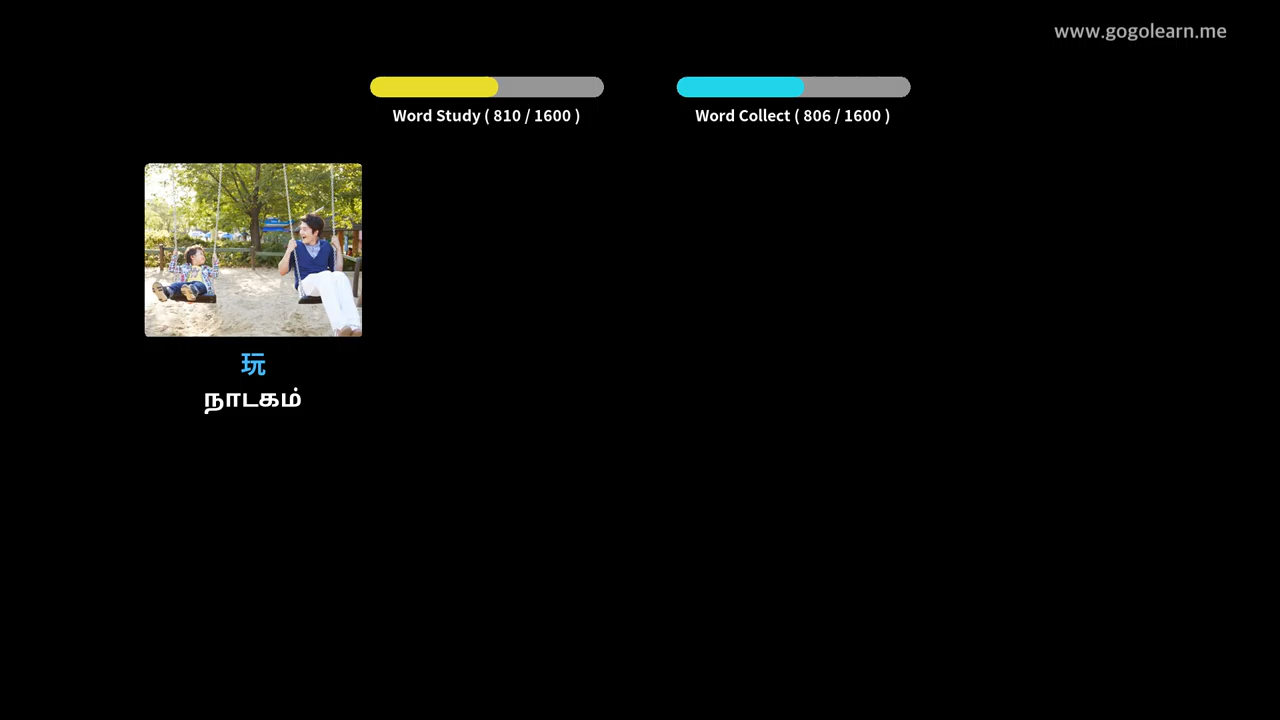 www.gogolearn.me
Word Study ( 810 / 1600 )
Word Collect ( 806 / 1600 )
玩
நாடகம்